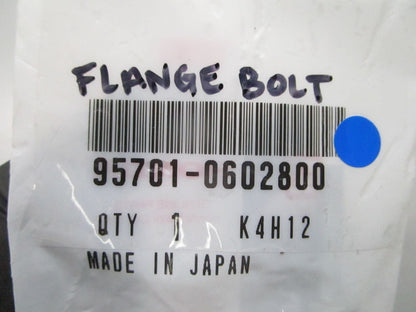 FLANGE BOLT
95701-0602800
QTY 1 K4H12
MADE IN JAPAN